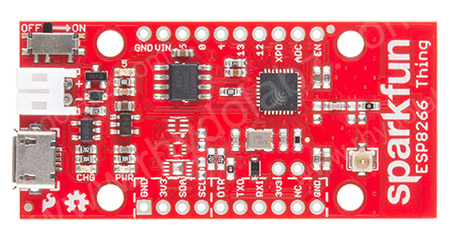 OFF ON
GND VIN 5 0 4 13 12 XPD ADC EN
CHG PWR
GND 3V3 SDA SCL DTR TXO RX1 3V3 NC GND
sparkfun
ESP8266 Thing